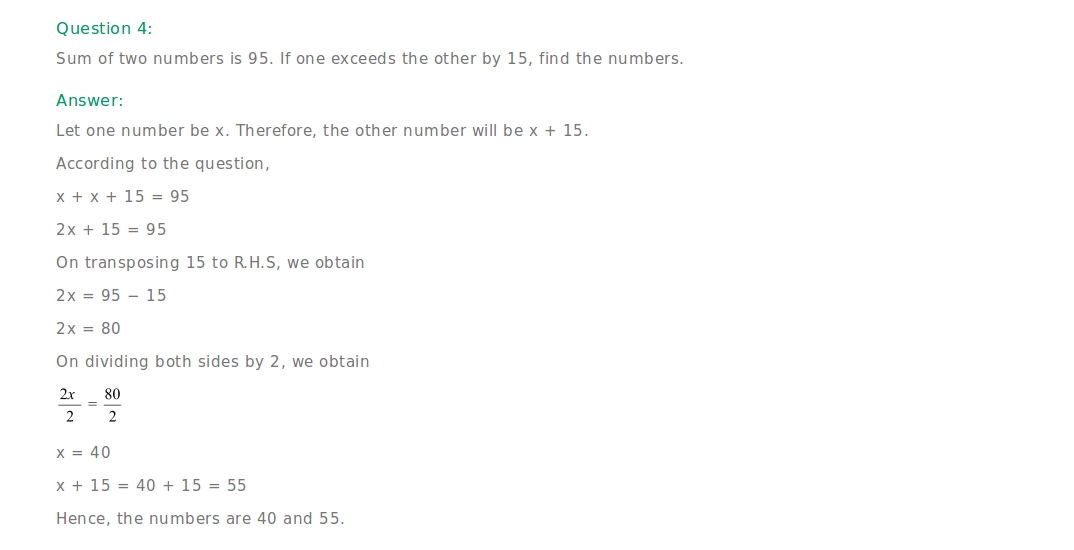 Question 4:
Sum of two numbers is 95. If one exceeds the other by 15, find the numbers.
Answer:
Let one number be x. Therefore, the other number will be x + 15.
According to the question,
x + x + 15 = 95
2x + 15 = 95
On transposing 15 to R.H.S, we obtain
2x = 95 − 15
2x = 80
On dividing both sides by 2, we obtain
2x/2 = 80/2
x = 40
x + 15 = 40 + 15 = 55
Hence, the numbers are 40 and 55.